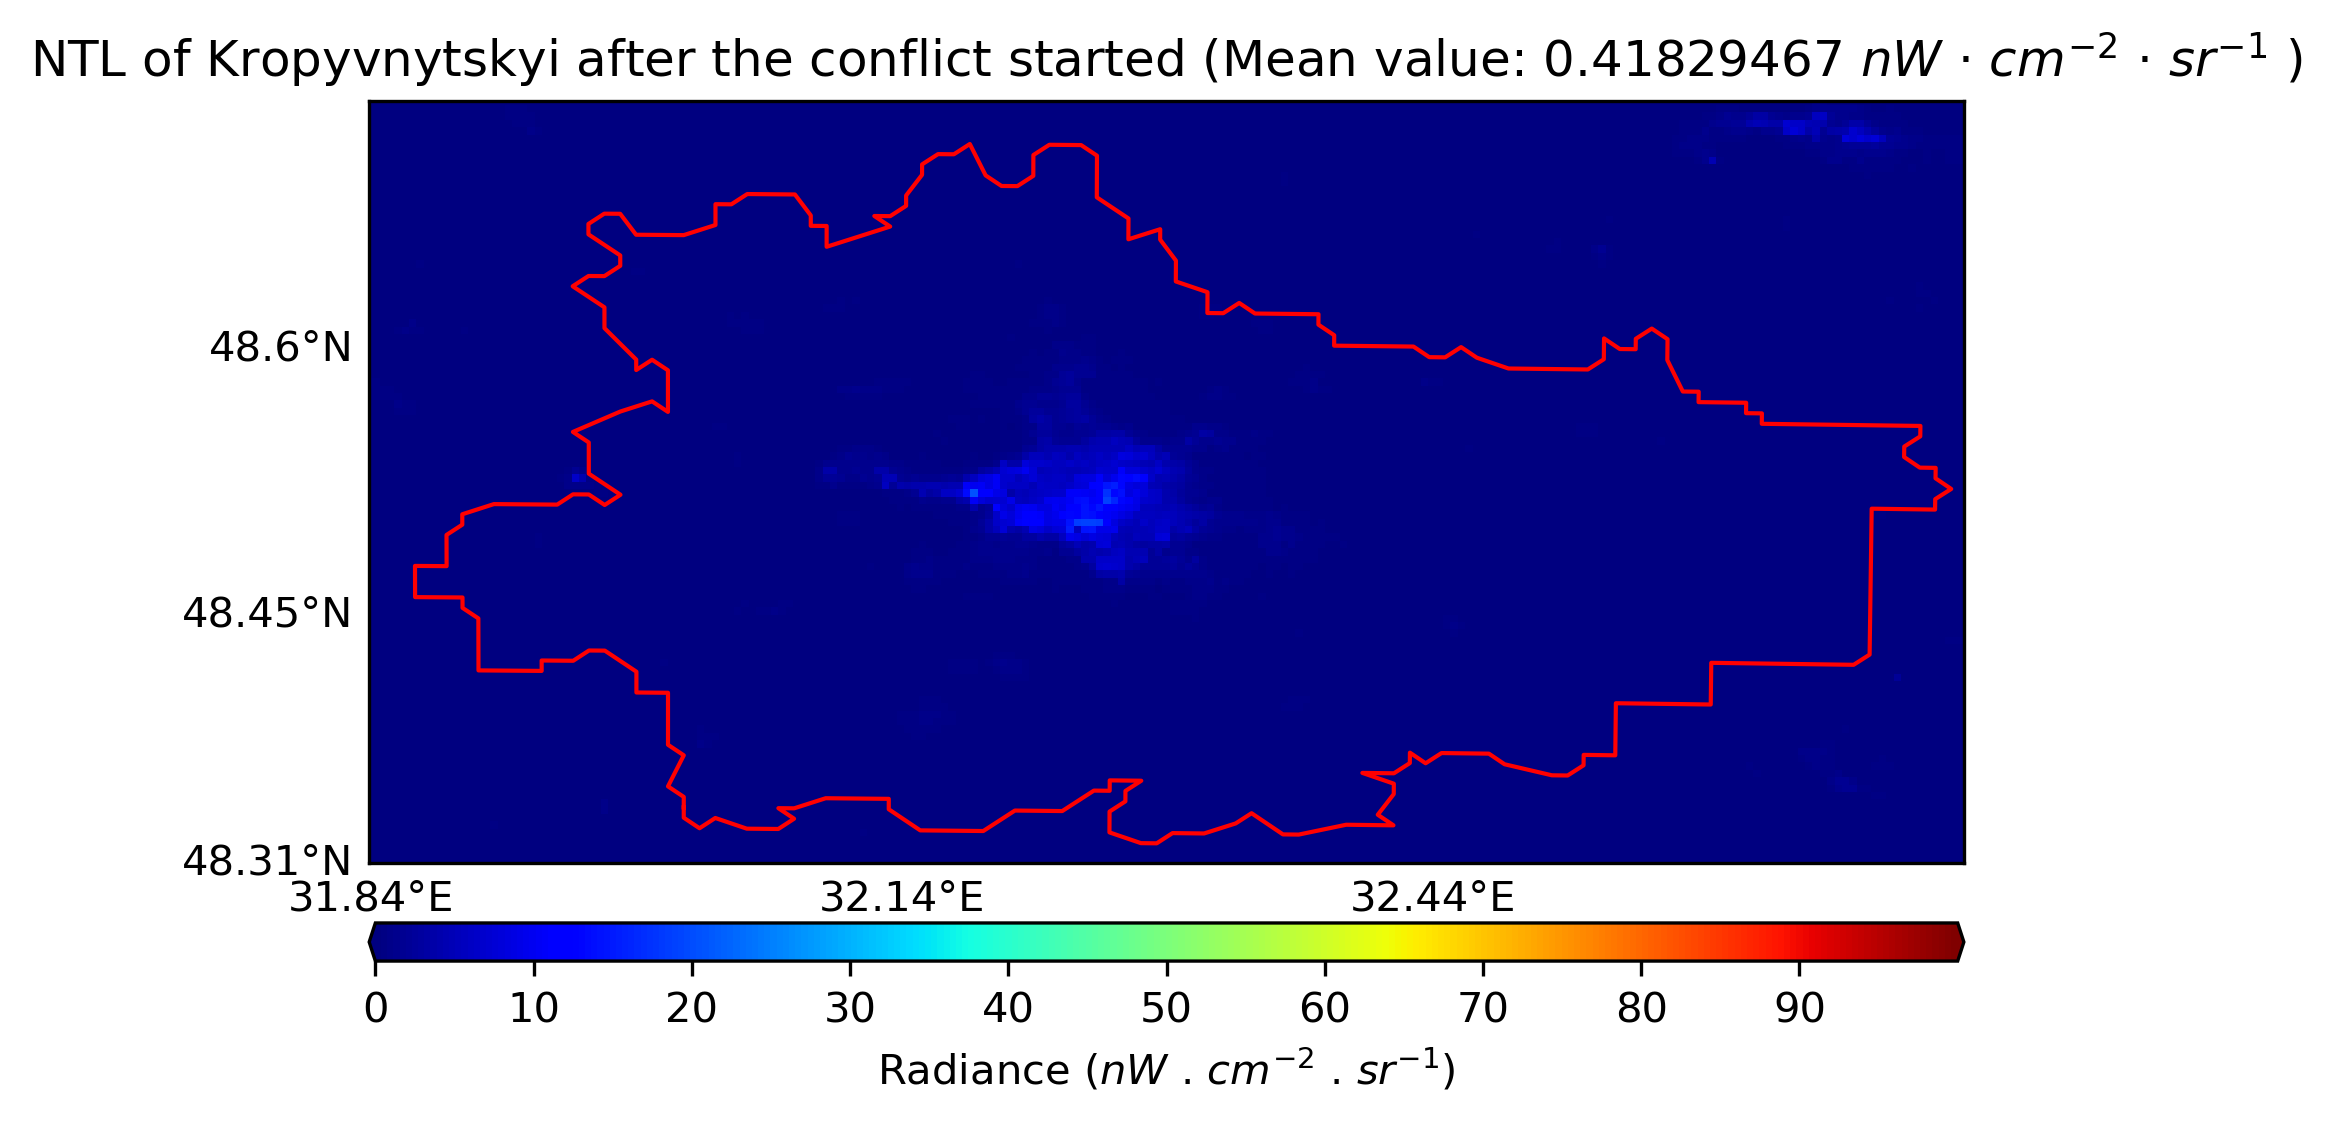 NTL of Kropyvnytskyi after the conflict started (Mean value: 0.41829467 nW · cm⁻² · sr⁻¹ )
48.6°N
48.45°N
48.31°N
31.84°E 32.14°E 32.44°E
0 10 20 30 40 50 60 70 80 90
Radiance (nW . cm⁻² . sr⁻¹)